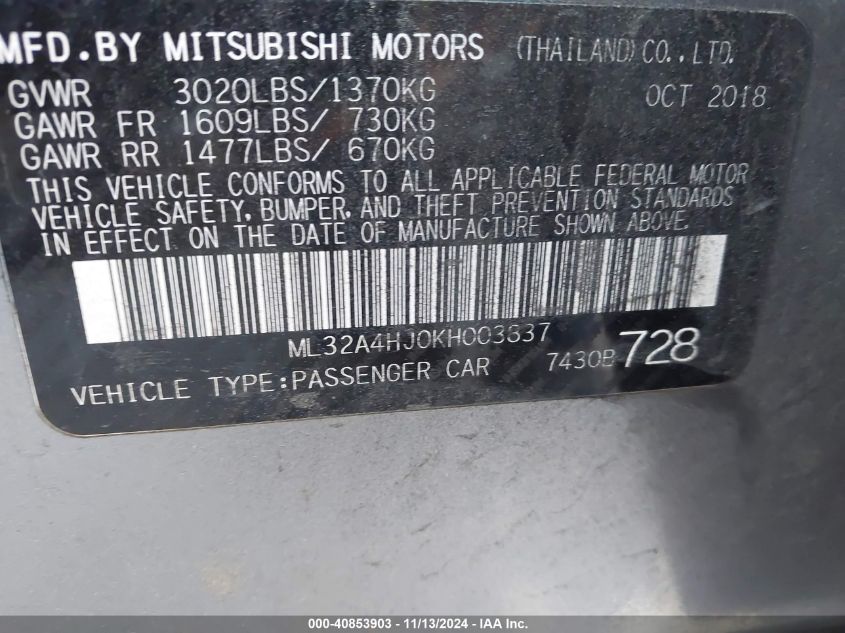 MFD.BY MITSUBISHI MOTORS (THAILAND) CO., LTD.
GVWR 3020LBS/1370KG OCT 2018
GAWR FR 1609LBS/ 730KG
GAWR RR 1477LBS/ 670KG
THIS VEHICLE CONFORMS TO ALL APPLICABLE FEDERAL MOTOR
VEHICLE SAFETY, BUMPER, AND THEFT PREVENTION STANDARDS
IN EFFECT ON THE DATE OF MANUFACTURE SHOWN ABOVE.
ML32A4HJ0KH003837
VEHICLE TYPE:PASSENGER CAR 7430B 728
000-40853903 - 11/13/2024 - IAA Inc.